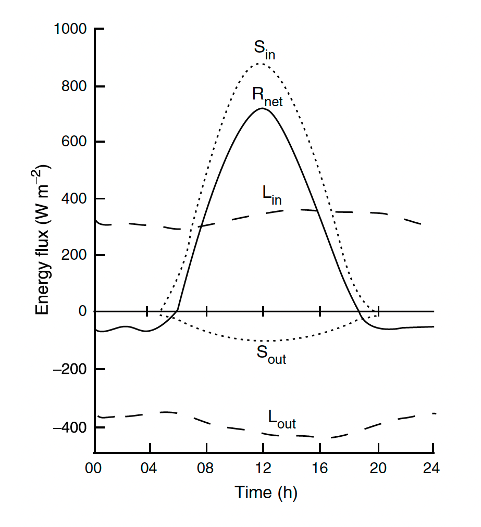 1000
S_in
800
R_net
600
400
L_in
200
0
S_out
−200
L_out
−400
Energy flux (W m⁻²)
00 04 08 12 16 20 24
Time (h)